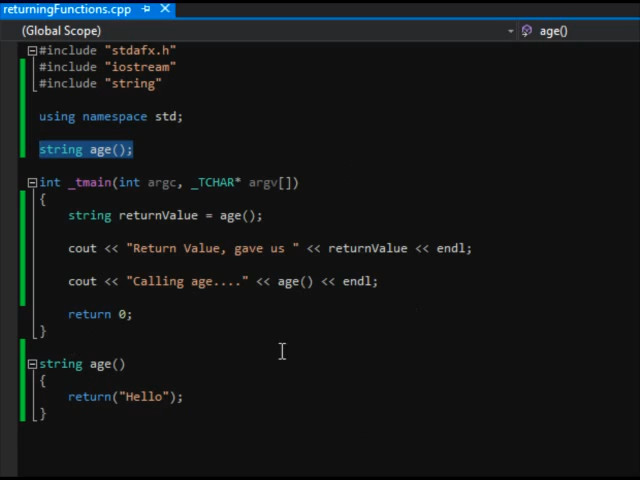 returningFunctions.cpp
(Global Scope) age()
#include "stdafx.h"
#include "iostream"
#include "string"
using namespace std;
string age();
int _tmain(int argc, _TCHAR* argv[])
{
string returnValue = age();
cout << "Return Value, gave us " << returnValue << endl;
cout << "Calling age...." << age() << endl;
return 0;
}
string age()
{
return("Hello");
}